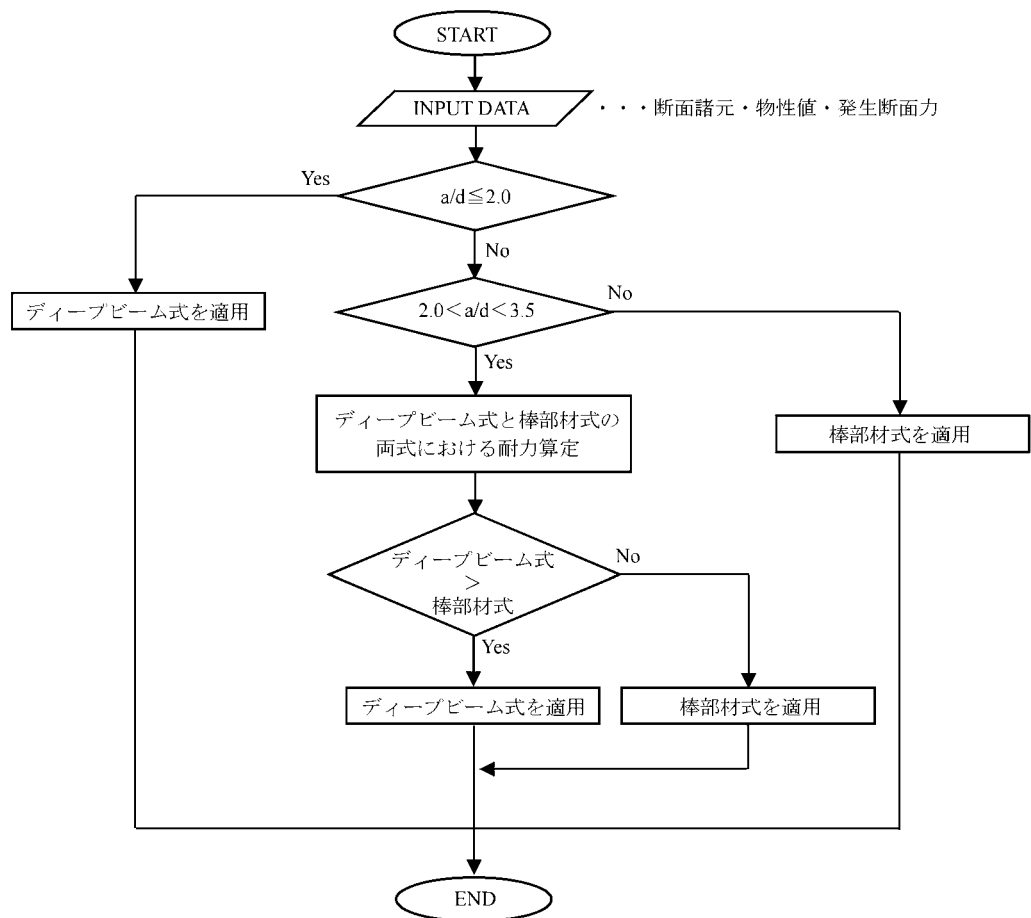 START
INPUT DATA ・・・断面諸元・物性値・発生断面力
Yes
a/d≦2.0
No
ディープビーム式を適用
2.0＜a/d＜3.5
No
Yes
ディープビーム式と棒部材式の
両式における耐力算定
棒部材式を適用
ディープビーム式
＞
棒部材式
No
Yes
ディープビーム式を適用
棒部材式を適用
END